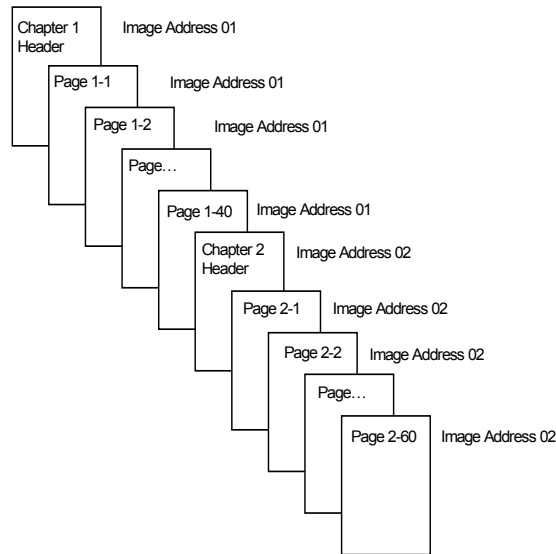 Chapter 1
Header
Image Address 01
Page 1-1
Image Address 01
Page 1-2
Image Address 01
Page…
Page 1-40
Image Address 01
Chapter 2
Header
Image Address 02
Page 2-1
Image Address 02
Page 2-2
Image Address 02
Page…
Page 2-60
Image Address 02